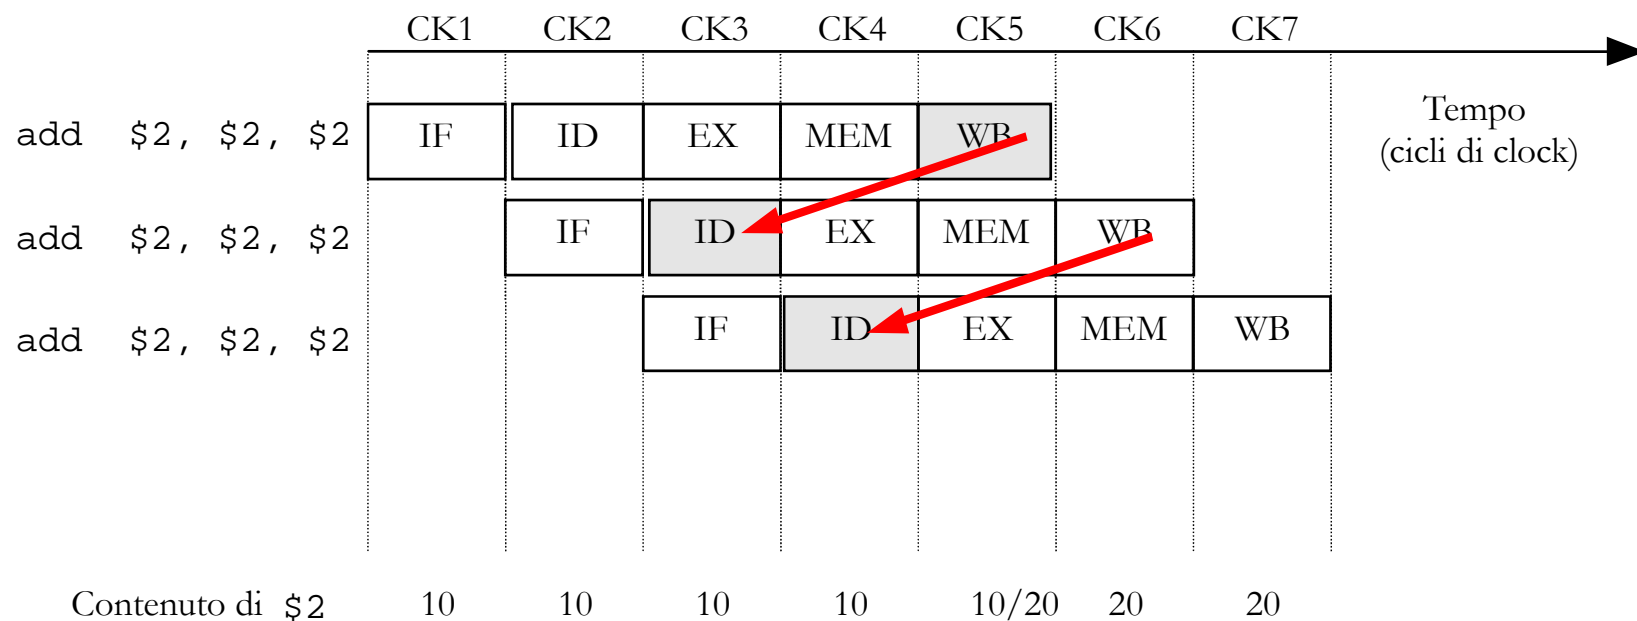 CK1 CK2 CK3 CK4 CK5 CK6 CK7
Tempo
(cicli di clock)
add $2, $2, $2 IF ID EX MEM WB
add $2, $2, $2 IF ID EX MEM WB
add $2, $2, $2 IF ID EX MEM WB
Contenuto di $2 10 10 10 10 10/20 20 20